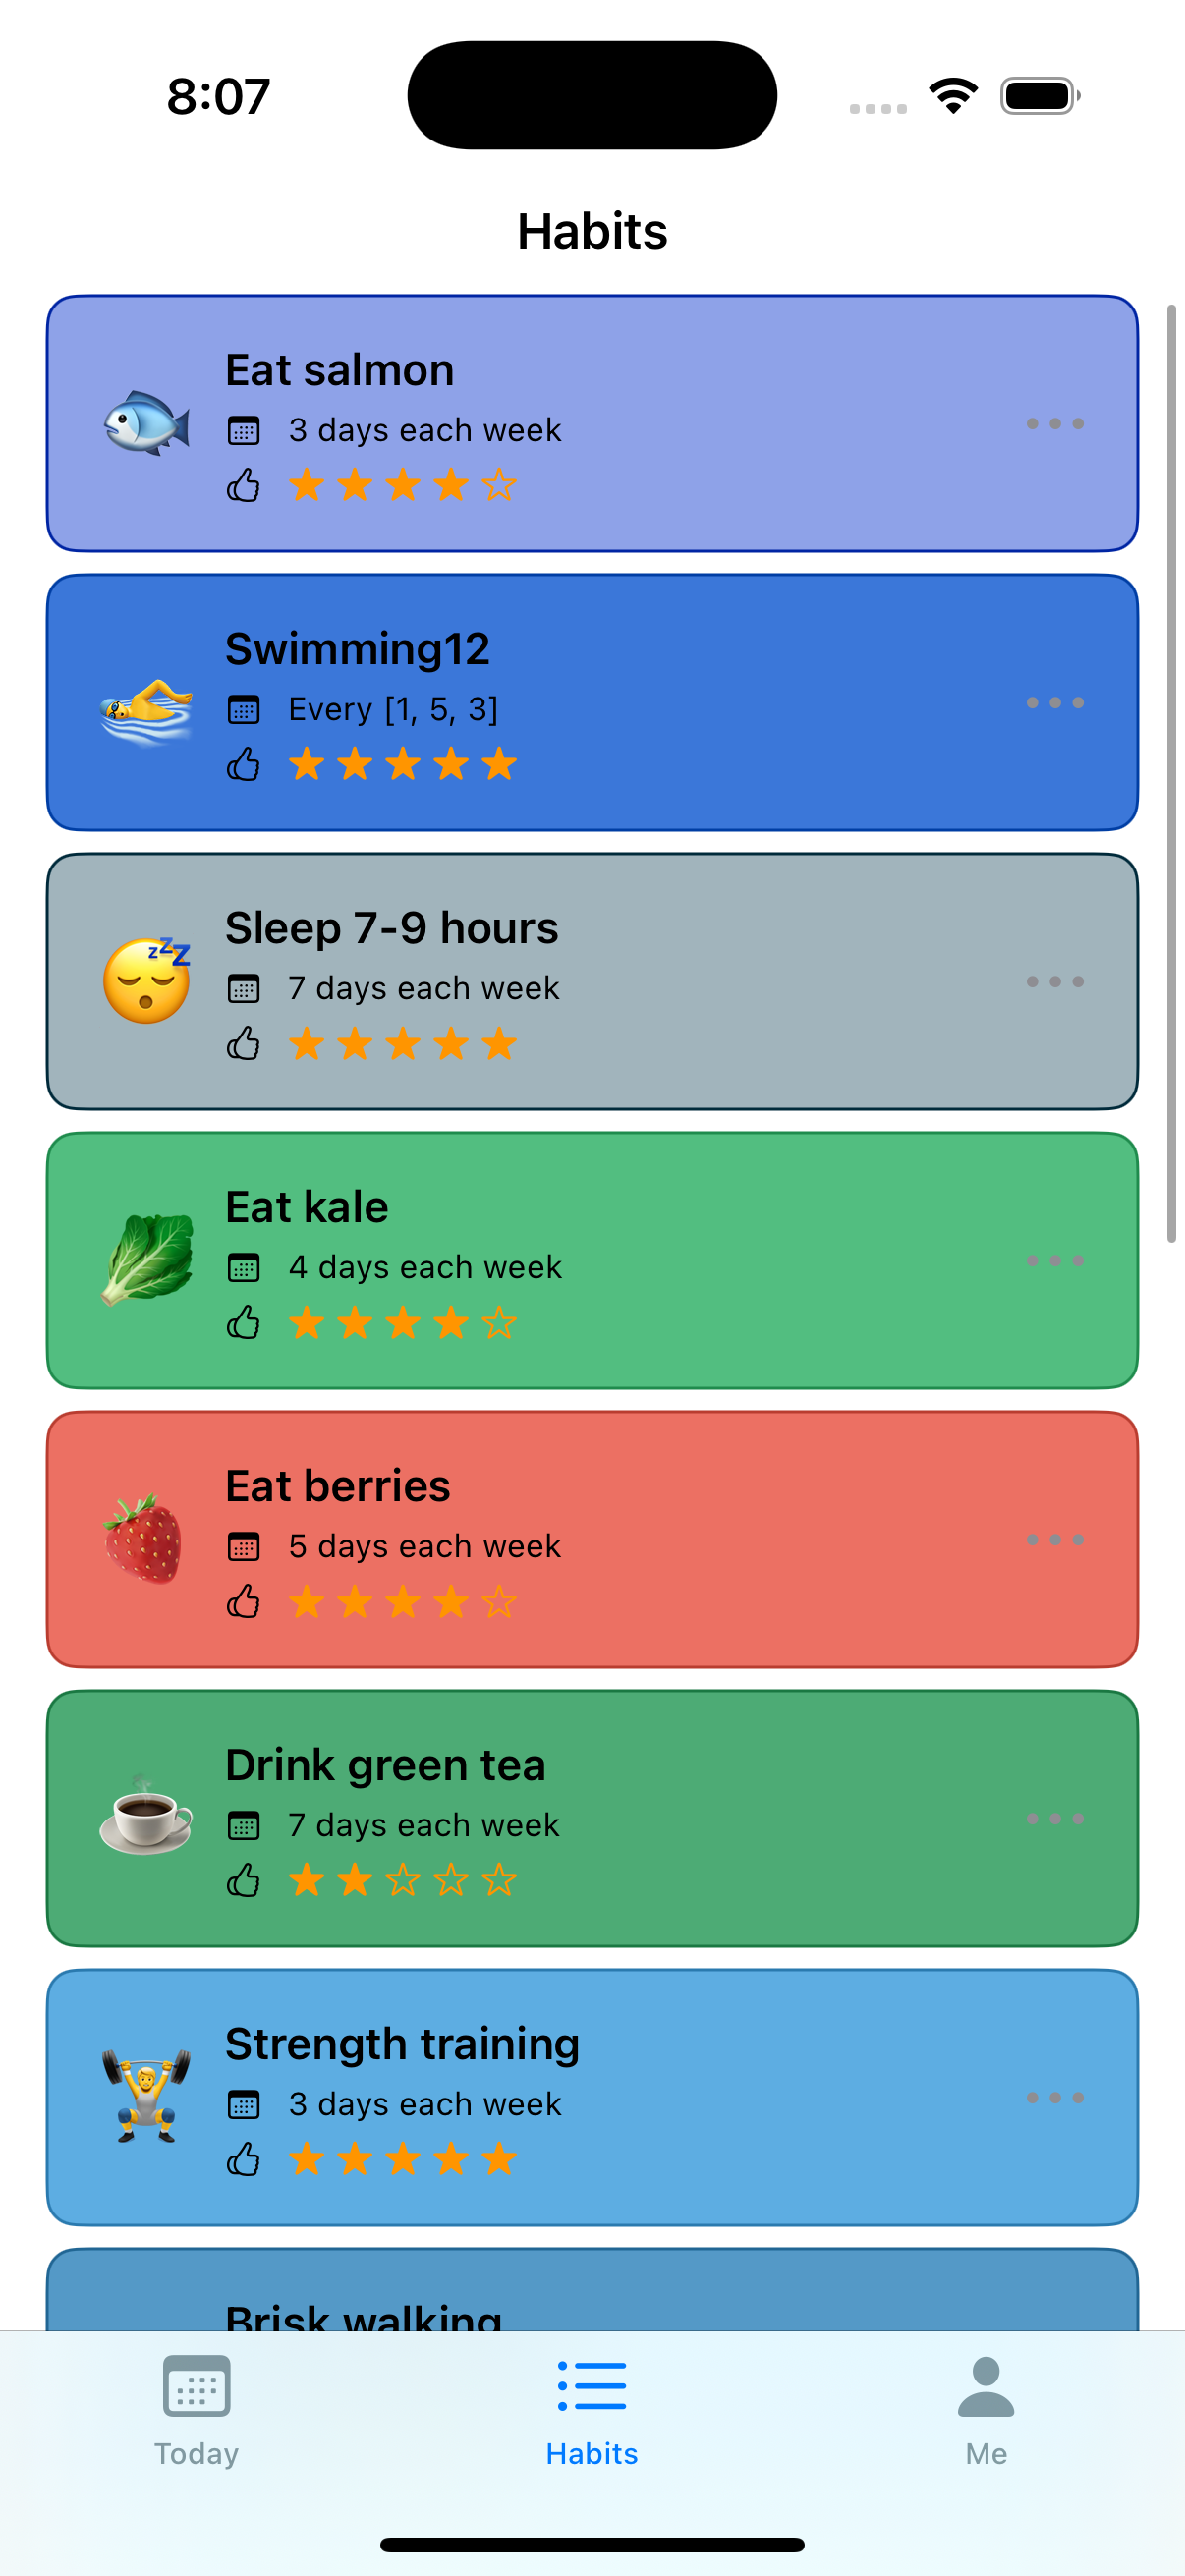 8:07
Habits
Eat salmon
3 days each week
Swimming12
Every [1, 5, 3]
Sleep 7-9 hours
7 days each week
Eat kale
4 days each week
Eat berries
5 days each week
Drink green tea
7 days each week
Strength training
3 days each week
Brisk walking
Today
Habits
Me